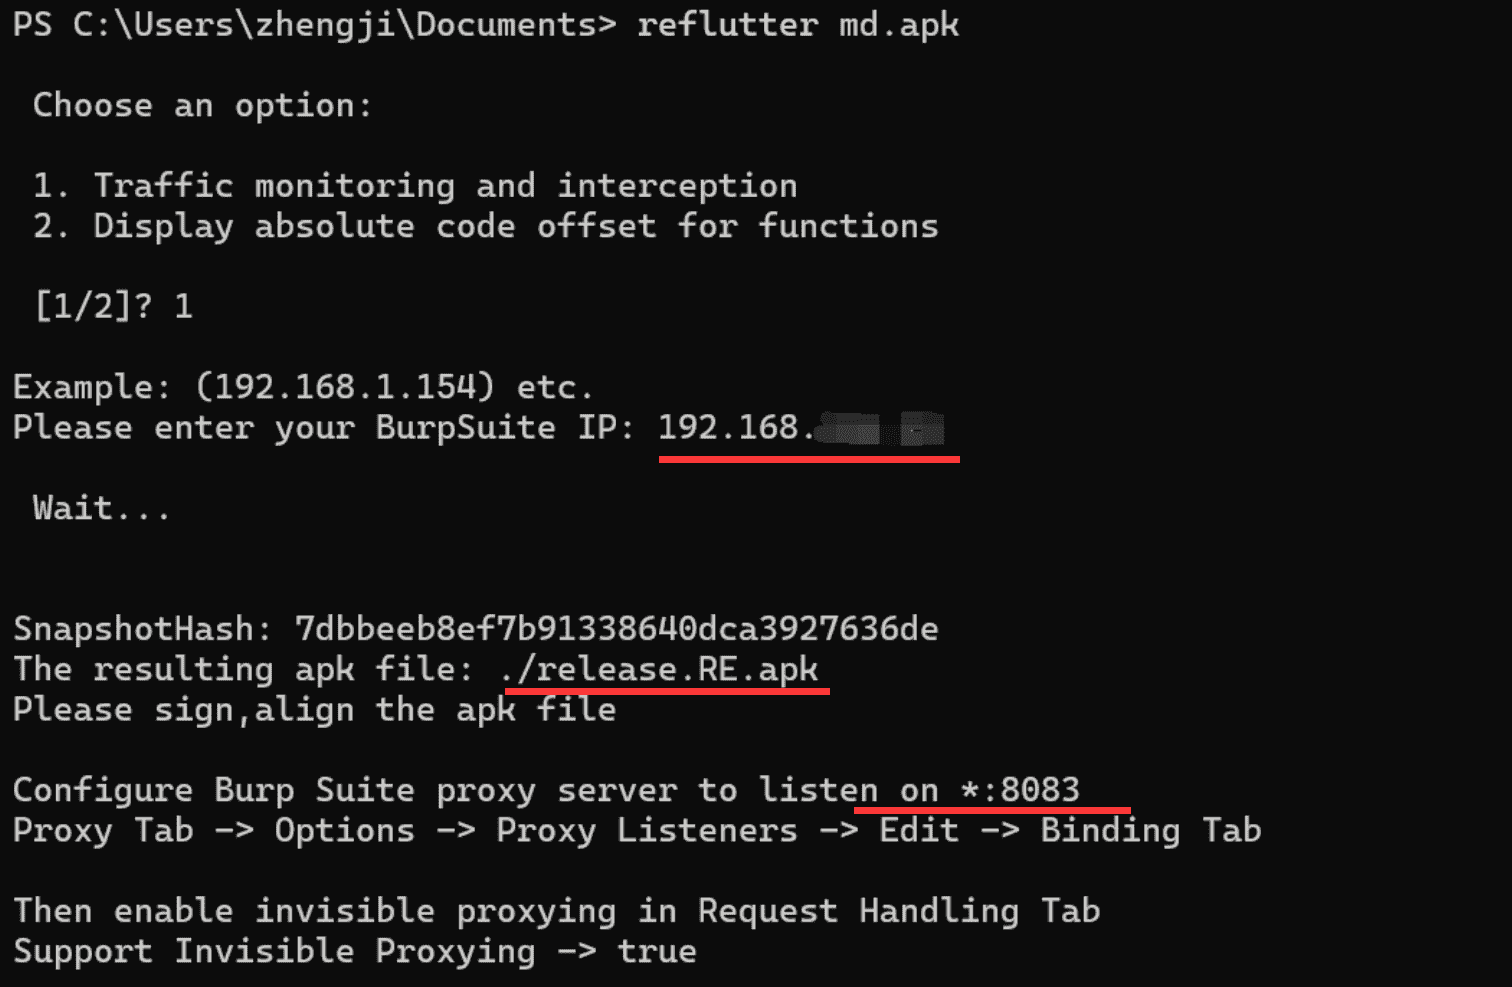 PS C:\Users\zhengji\Documents> reflutter md.apk
Choose an option:
1. Traffic monitoring and interception
2. Display absolute code offset for functions
[1/2]? 1
Example: (192.168.1.154) etc.
Please enter your BurpSuite IP: 192.168.
Wait...
SnapshotHash: 7dbbeeb8ef7b91338640dca3927636de
The resulting apk file: ./release.RE.apk
Please sign,align the apk file
Configure Burp Suite proxy server to listen on *:8083
Proxy Tab -> Options -> Proxy Listeners -> Edit -> Binding Tab
Then enable invisible proxying in Request Handling Tab
Support Invisible Proxying -> true